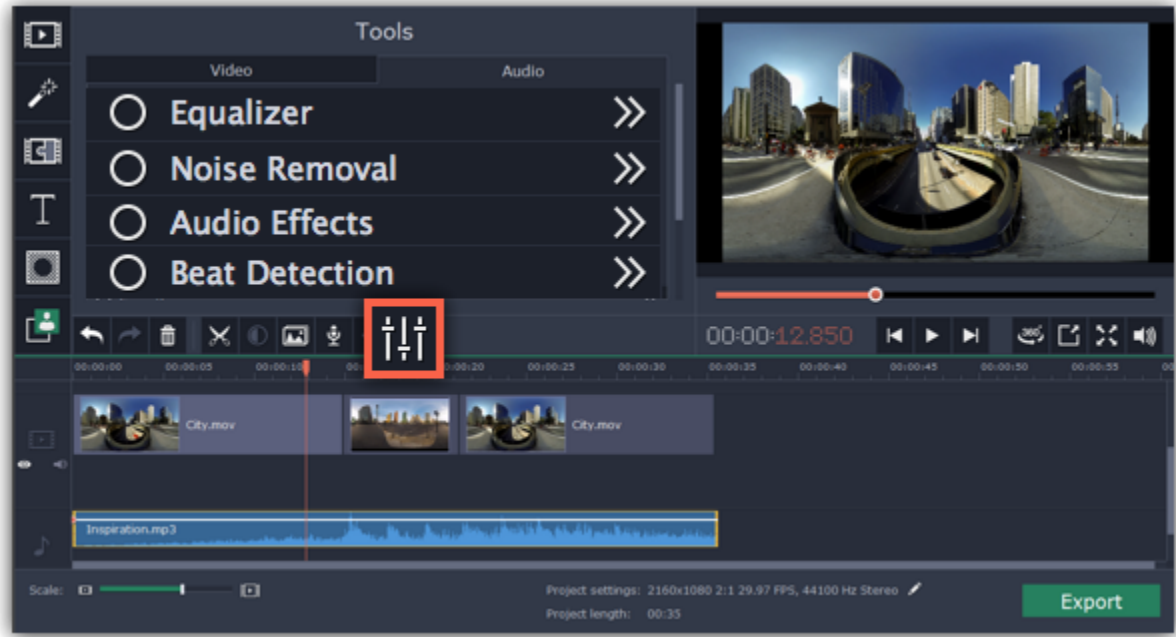 Tools
Video Audio
Equalizer
Noise Removal
Audio Effects
Beat Detection
00:00:12.850
00:00:00 00:00:05 00:00:10 00:00:20 00:00:25 00:00:30 00:00:35 00:00:40 00:00:45 00:00:50 00:00:55
City.mov City.mov
Inspiration.mp3
Scale:
Project settings: 2160x1080 2:1 29.97 FPS, 44100 Hz Stereo
Project length: 00:35
Export